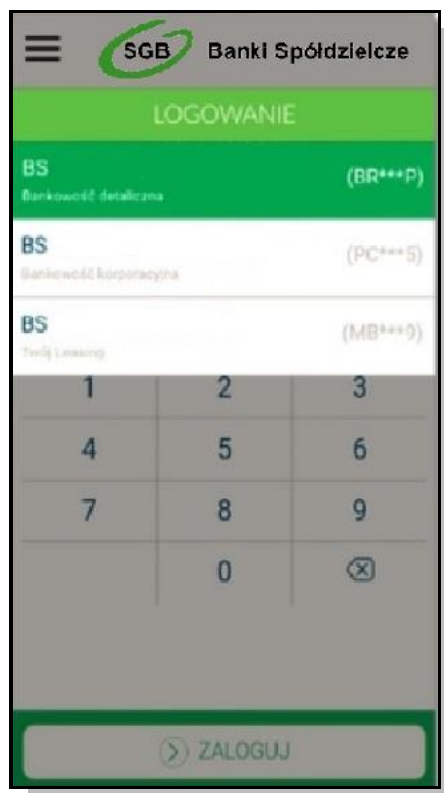 SGB Banki Spółdzielcze
LOGOWANIE
BS
Bankowość detaliczna
(BR***P)
BS
Bankowość korporacyjna
(PC***5)
BS
Twój Leasing
(MB***9)
1 2 3
4 5 6
7 8 9
0
ZALOGUJ